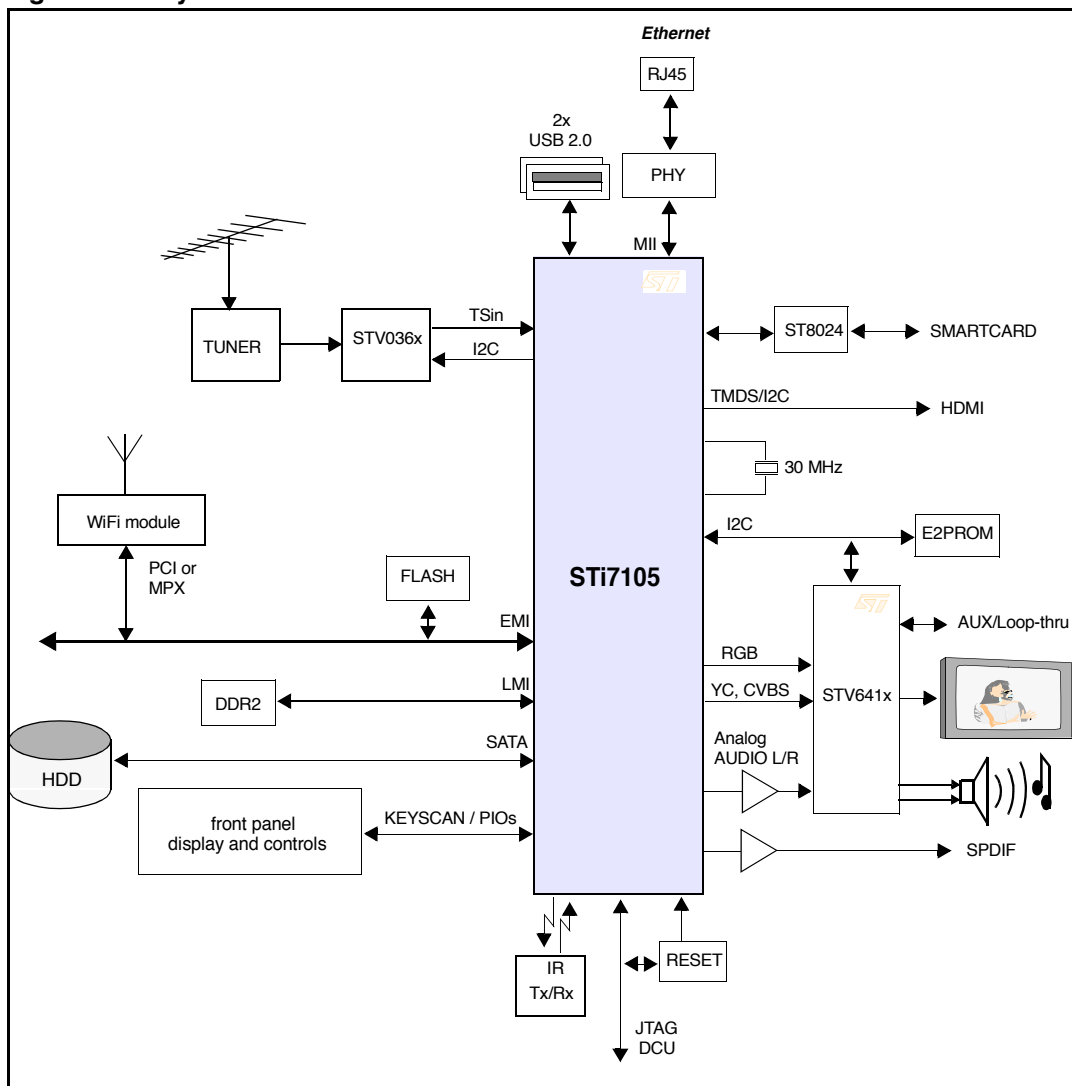 Ethernet
RJ45
2x
USB 2.0
PHY
MII
TUNER
STV036x
TSin
I2C
ST8024
SMARTCARD
TMDS/I2C
HDMI
30 MHz
WiFi module
PCI or
MPX
FLASH
EMI
STi7105
I2C
E2PROM
AUX/Loop-thru
RGB
YC, CVBS
STV641x
LMI
DDR2
SATA
HDD
Analog
AUDIO L/R
front panel
display and controls
KEYSCAN / PIOs
SPDIF
IR
Tx/Rx
RESET
JTAG
DCU
ST
ST